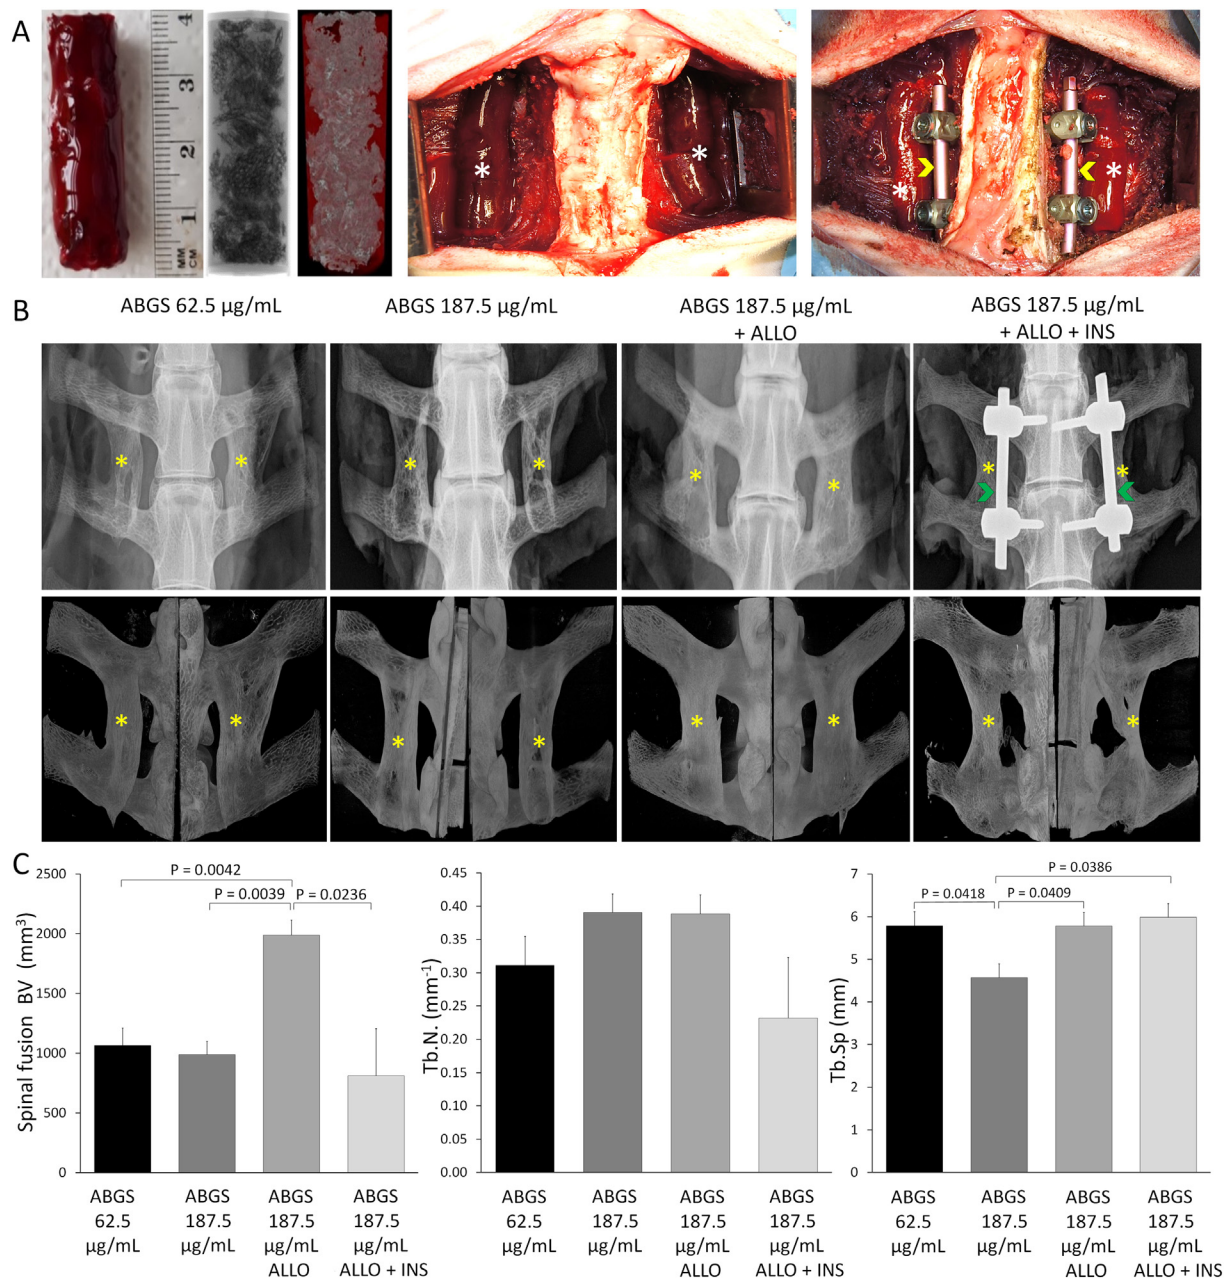 A
4
3
2
1
MM
CM
*
*
*
*
B
ABGS 62.5 µg/mL
ABGS 187.5 µg/mL
ABGS 187.5 µg/mL
+ ALLO
ABGS 187.5 µg/mL
+ ALLO + INS
* * * * * * * *
* * * * * * * *
C
Spinal fusion BV (mm³)
2500
2000
1500
1000
500
0
P = 0.0042
P = 0.0039
P = 0.0236
ABGS
62.5
µg/mL
ABGS
187.5
µg/mL
ABGS
187.5
µg/mL
ALLO
ABGS
187.5
µg/mL
ALLO + INS
Tb.N. (mm⁻¹)
0.45
0.40
0.35
0.30
0.25
0.20
0.15
0.10
0.05
0.00
ABGS
62.5
µg/mL
ABGS
187.5
µg/mL
ABGS
187.5
µg/mL
ALLO
ABGS
187.5
µg/mL
ALLO + INS
Tb.Sp (mm)
7
6
5
4
3
2
1
0
P = 0.0386
P = 0.0418
P = 0.0409
ABGS
62.5
µg/mL
ABGS
187.5
µg/mL
ABGS
187.5
µg/mL
ALLO
ABGS
187.5
µg/mL
ALLO + INS